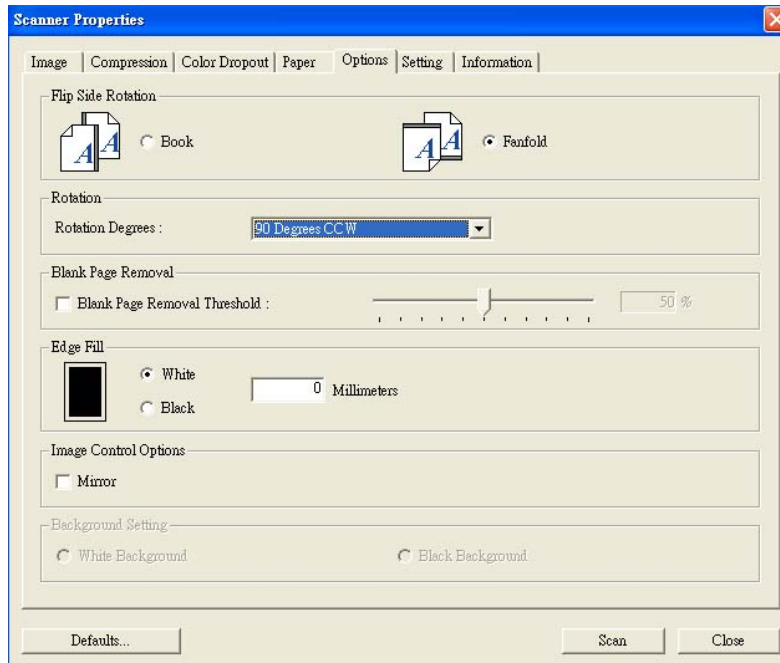 Scanner Properties
Image Compression Color Dropout Paper Options Setting Information
Flip Side Rotation
A A Book A A Fanfold
Rotation
Rotation Degrees : 90 Degrees CCW
Blank Page Removal
Blank Page Removal Threshold : 50 %
Edge Fill
White
0 Millimeters
Black
Image Control Options
Mirror
Background Setting
White Background Black Background
Defaults... Scan Close